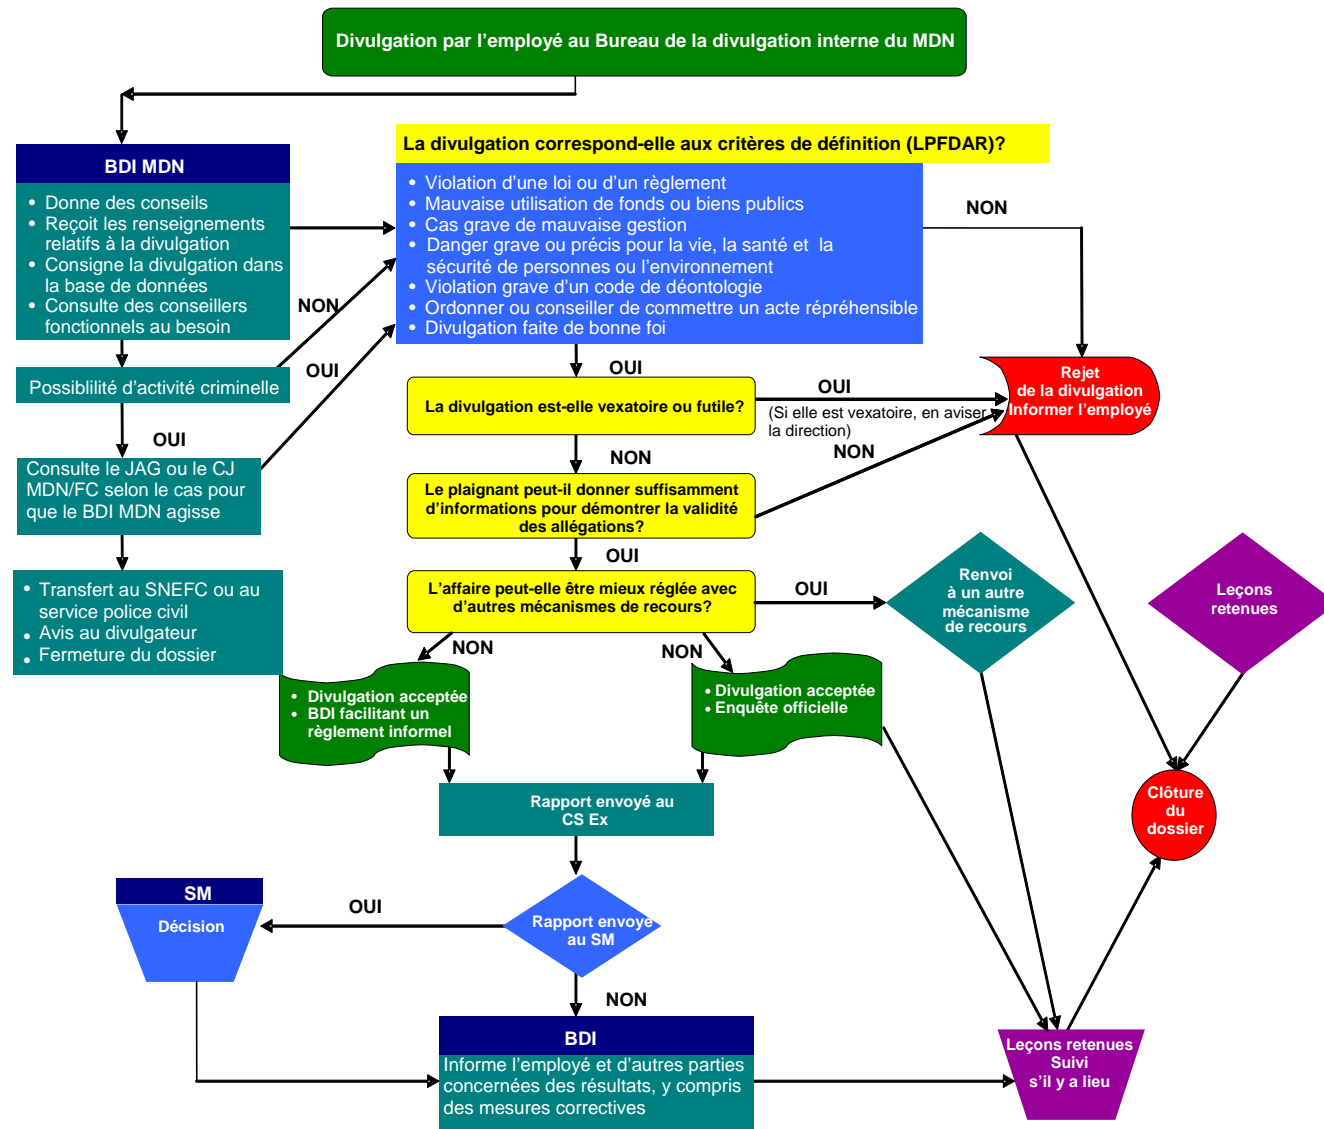 Divulgation par l'employé au Bureau de la divulgation interne du MDN
BDI MDN
• Donne des conseils
• Reçoit les renseignements
relatifs à la divulgation
• Consigne la divulgation dans
la base de données
• Consulte des conseillers
fonctionnels au besoin
La divulgation correspond-elle aux critères de définition (LPFDAR)?
• Violation d'une loi ou d'un règlement
• Mauvaise utilisation de fonds ou biens publics
• Cas grave de mauvaise gestion
• Danger grave ou précis pour la vie, la santé et la
sécurité de personnes ou l'environnement
• Violation grave d'un code de déontologie
• Ordonner ou conseiller de commettre un acte répréhensible
• Divulgation faite de bonne foi
NON
NON
OUI
Possiblilité d'activité criminelle
OUI
Consulte le JAG ou le CJ
MDN/FC selon le cas pour
que le BDI MDN agisse
• Transfert au SNEFC ou au
service police civil
• Avis au divulgateur
• Fermeture du dossier
OUI
La divulgation est-elle vexatoire ou futile?
OUI
(Si elle est vexatoire, en aviser
la direction)
Rejet
de la divulgation
Informer l'employé
NON
NON
Le plaignant peut-il donner suffisamment
d'informations pour démontrer la validité
des allégations?
OUI
L'affaire peut-elle être mieux réglée avec
d'autres mécanismes de recours?
OUI
Renvoi
à un autre
mécanisme
de recours
Leçons
retenues
NON
NON
• Divulgation acceptée
• BDI facilitant un
règlement informel
• Divulgation acceptée
• Enquête officielle
Rapport envoyé au
CS Ex
Clôture
du
dossier
SM
Décision
OUI
Rapport envoyé
au SM
NON
BDI
Informe l'employé et d'autres parties
concernées des résultats, y compris
des mesures correctives
Leçons retenues
Suivi
s'il y a lieu